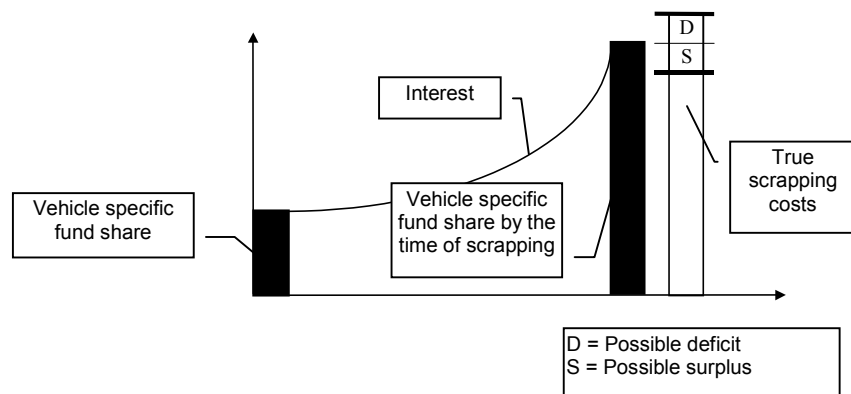 D
S
Interest
True
scrapping
costs
Vehicle specific
fund share
Vehicle specific
fund share by the
time of scrapping
D = Possible deficit
S = Possible surplus